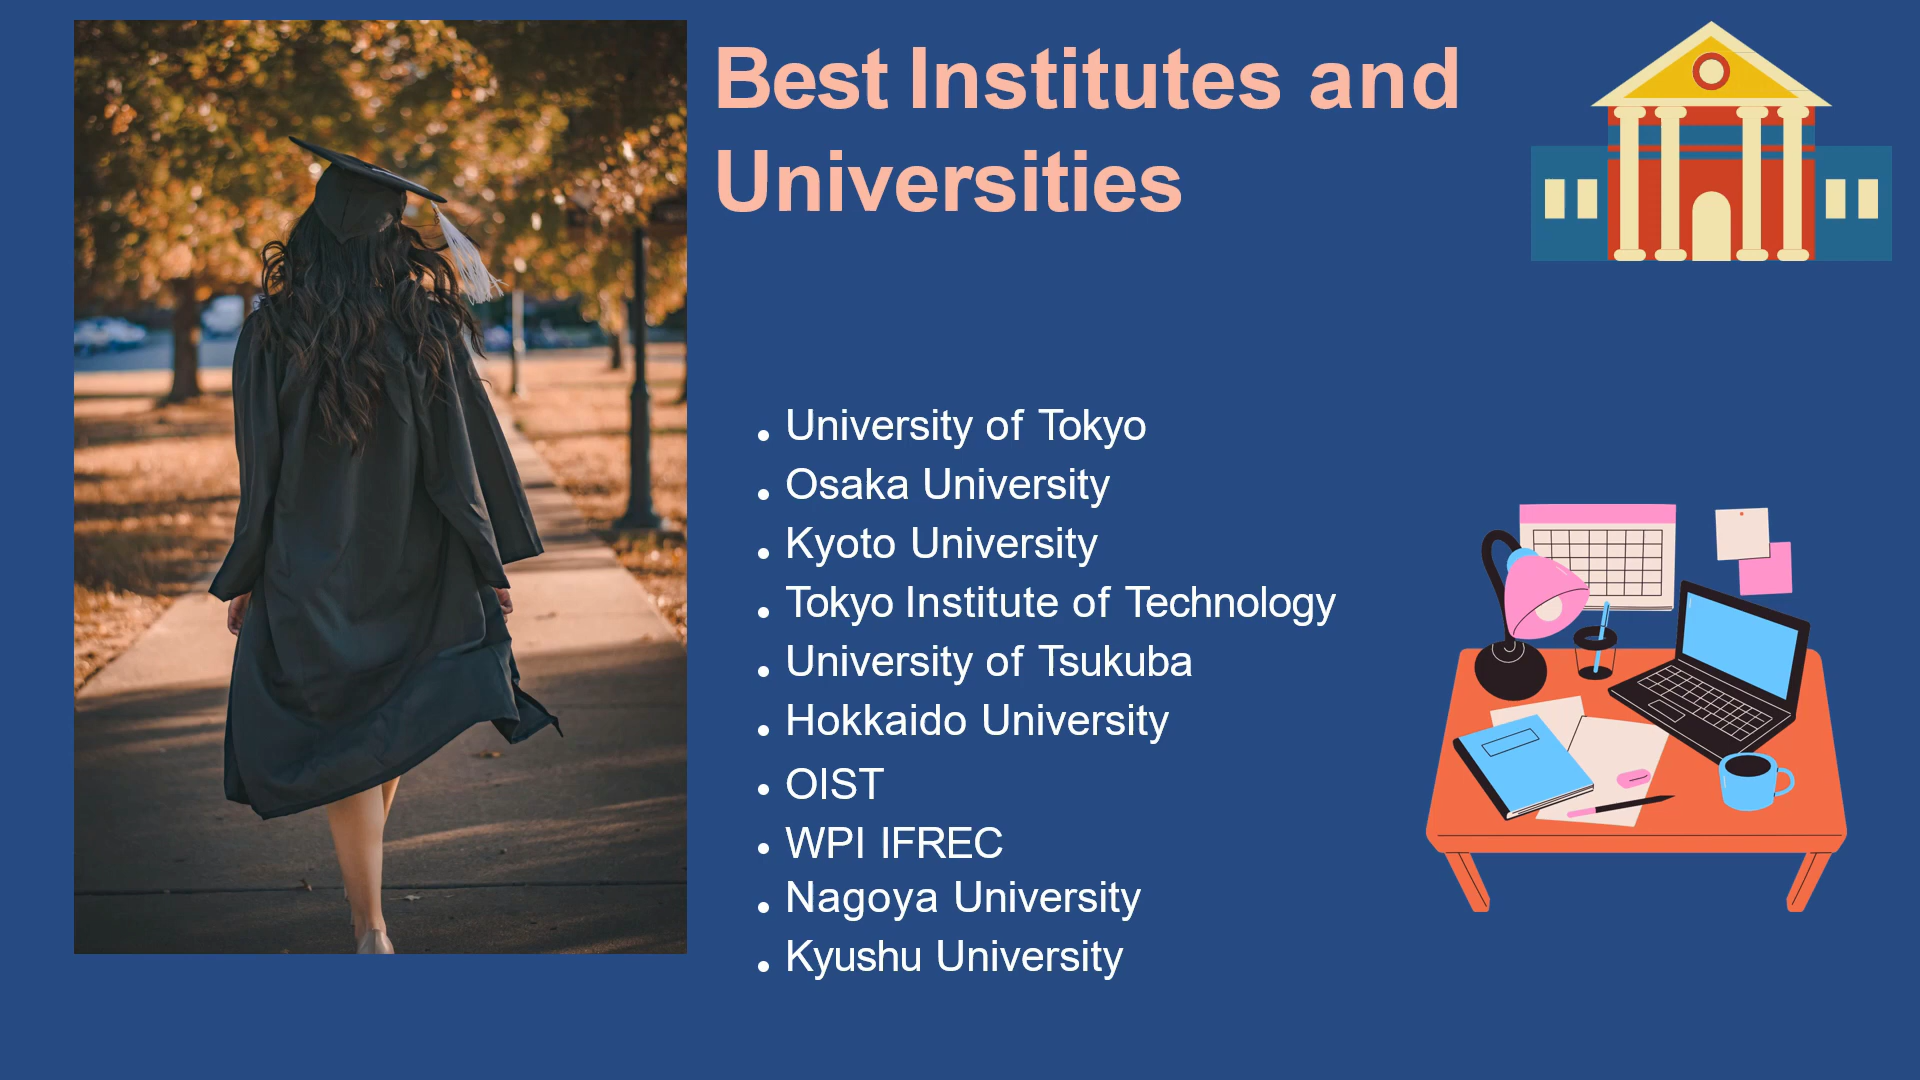 Best Institutes and
Universities
• University of Tokyo
• Osaka University
• Kyoto University
• Tokyo Institute of Technology
• University of Tsukuba
• Hokkaido University
• OIST
• WPI IFREC
• Nagoya University
• Kyushu University